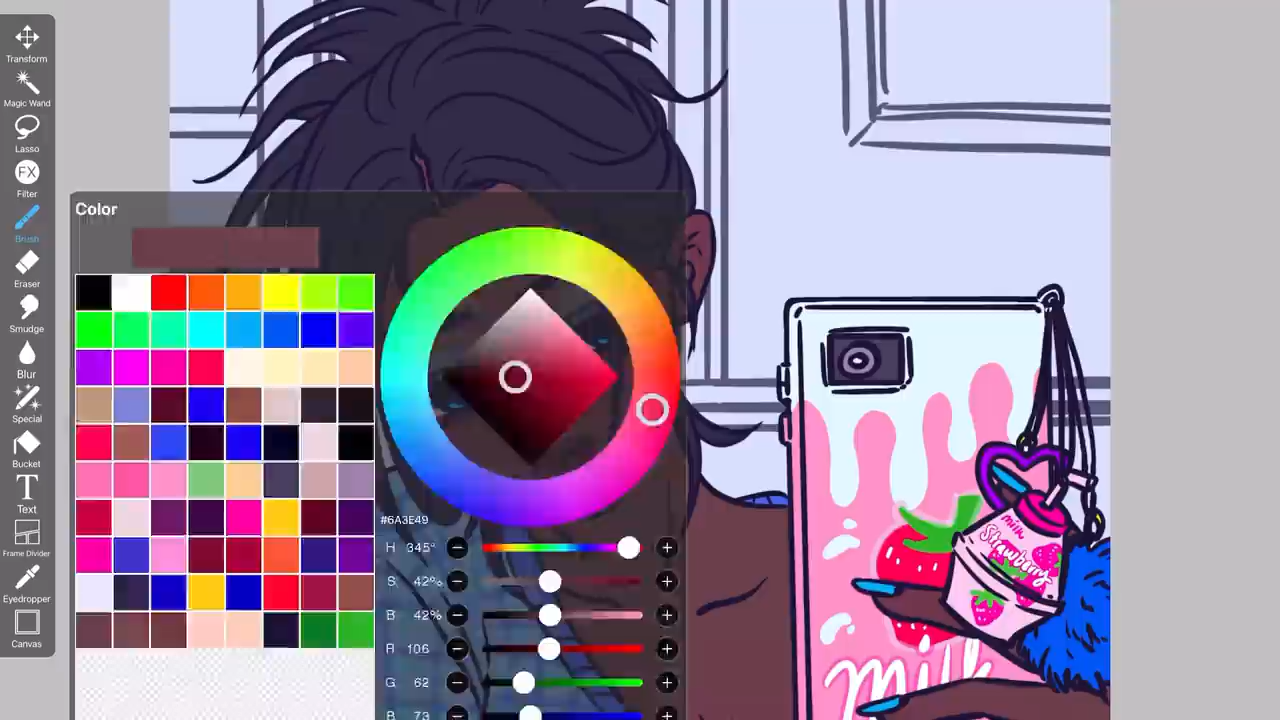 Transform
Magic Wand
Lasso
FX
Filter
Brush
Eraser
Smudge
Blur
Special
Bucket
T
Text
Frame Divider
Eyedropper
Canvas
Color
#6A3E49
H 345°
S 42%
B 42%
R 106
G 62
B 73
milk
Strawberry
milk